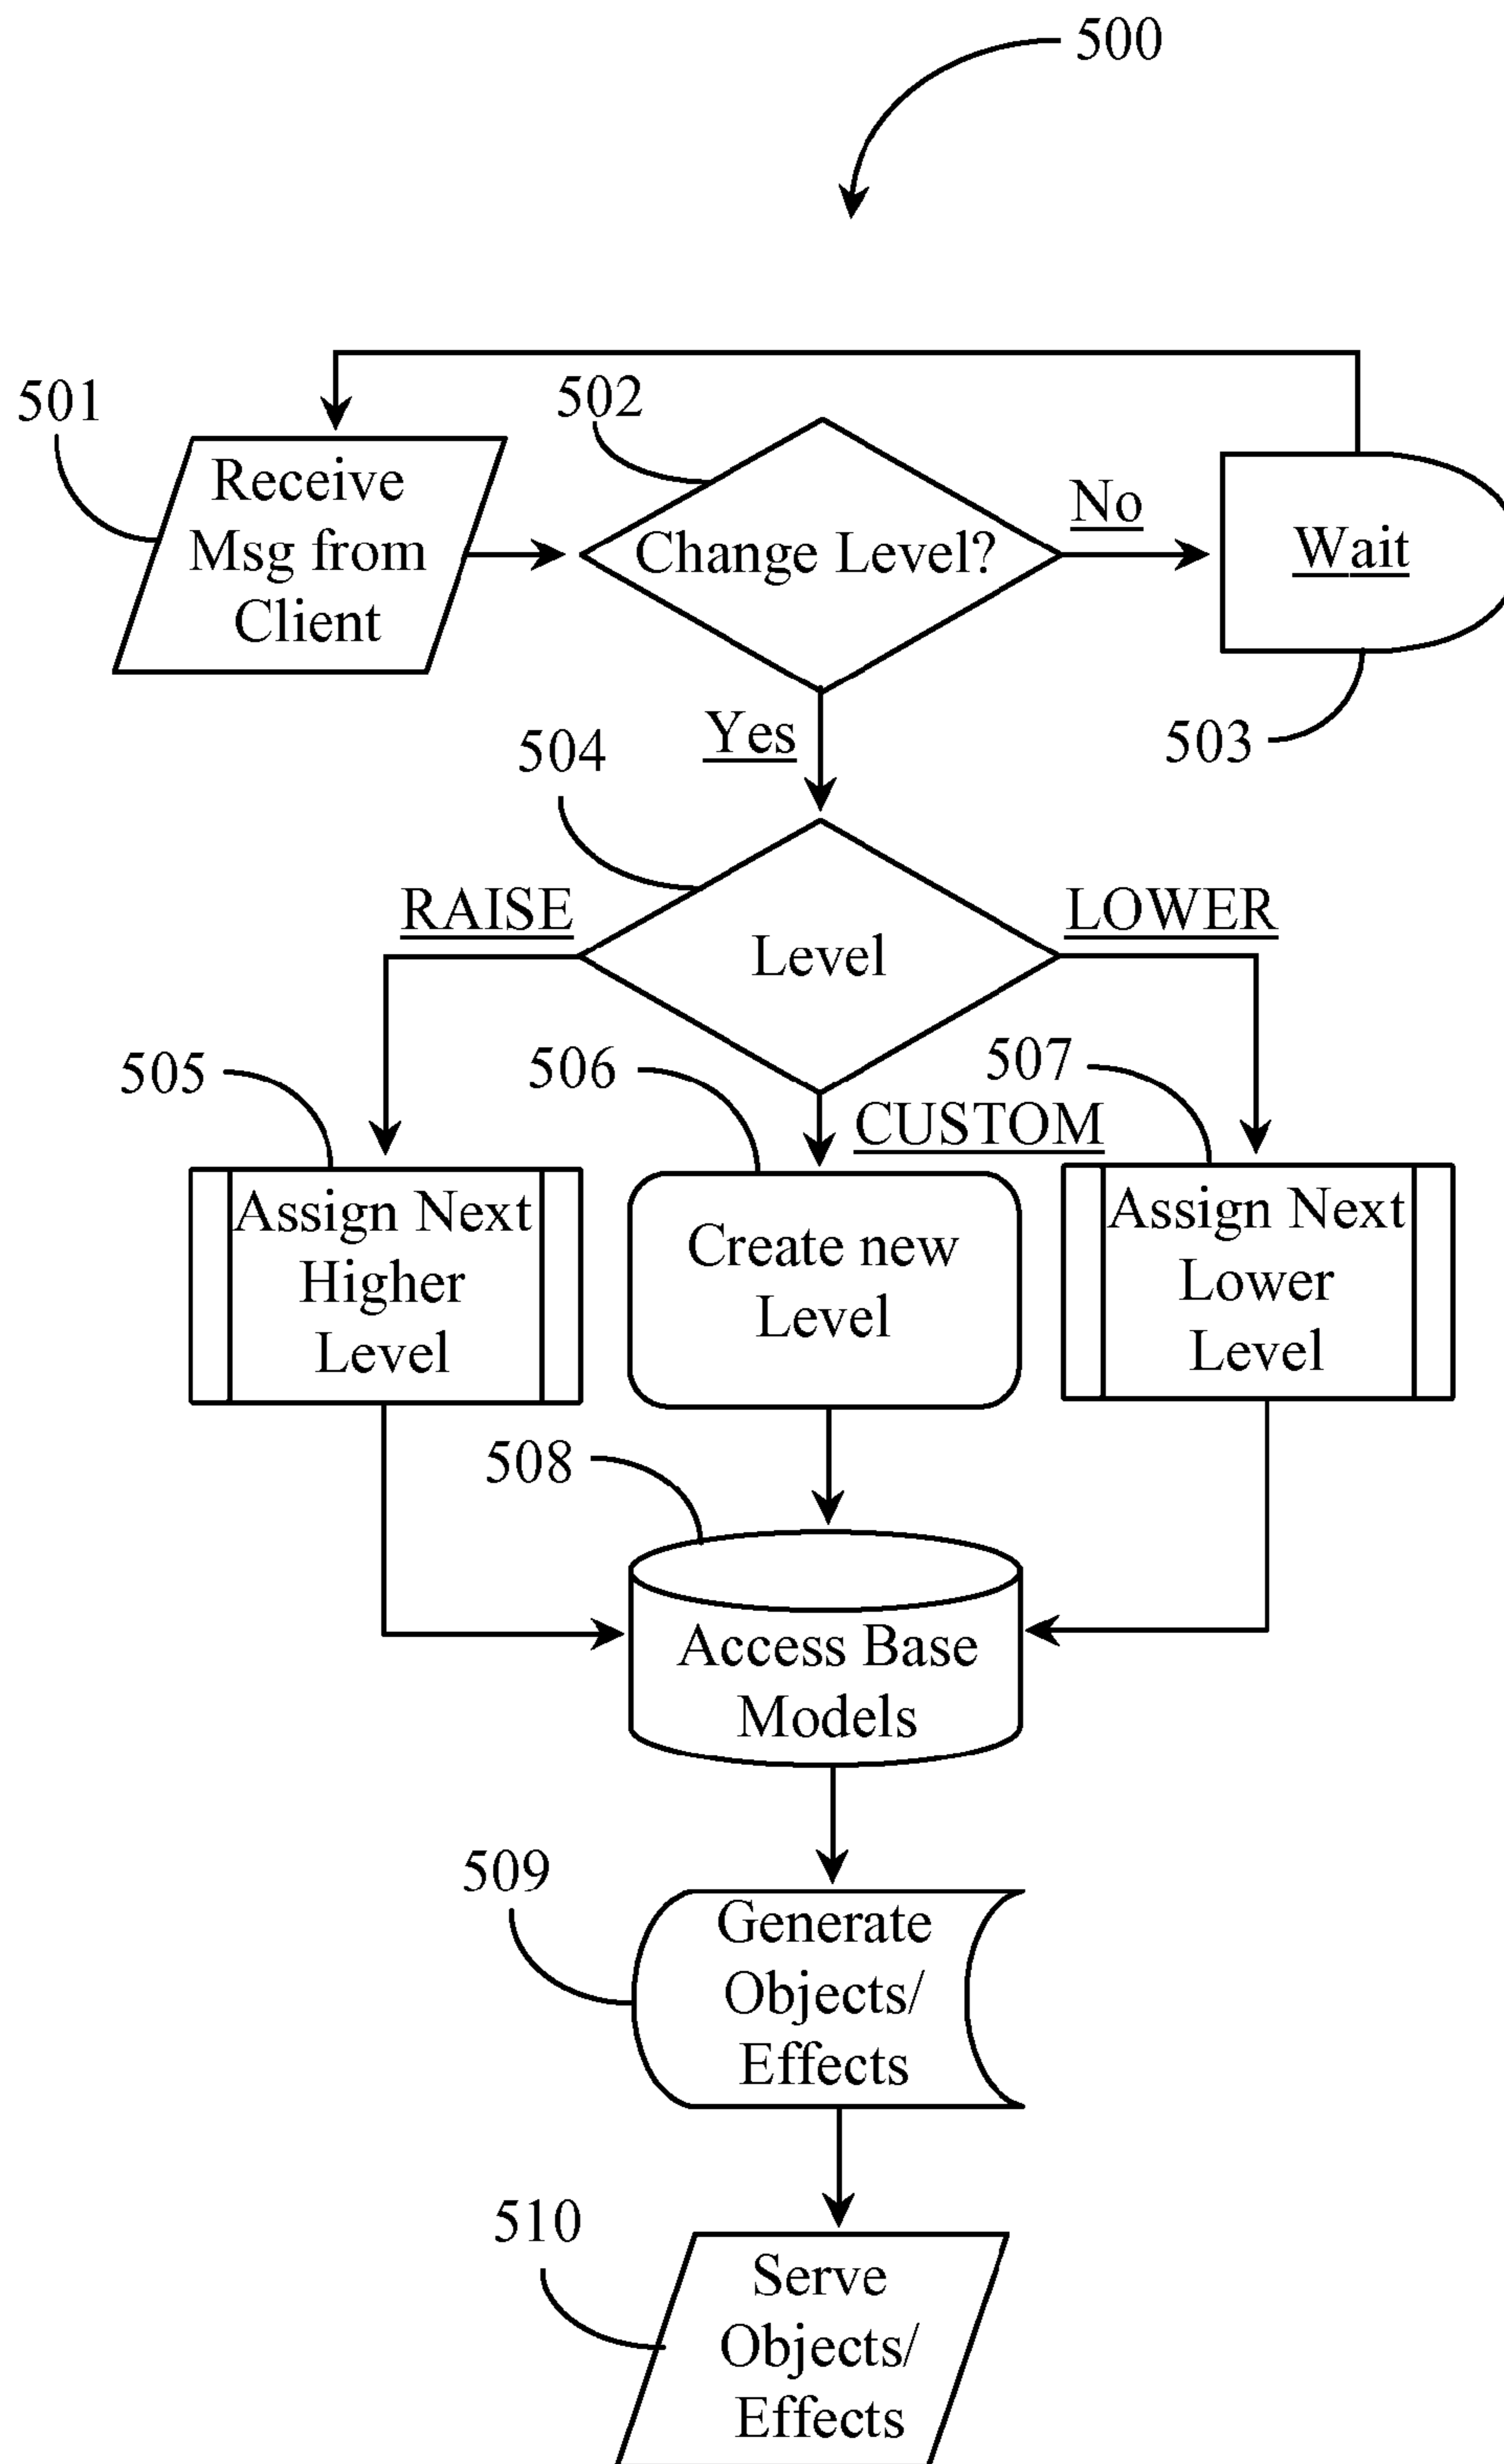 500
501
502
Receive
Msg from
Client
Change Level?
No
Wait
503
Yes
504
RAISE
Level
LOWER
505
506
507
CUSTOM
Assign Next
Higher
Level
Create new
Level
Assign Next
Lower
Level
508
Access Base
Models
509
Generate
Objects/
Effects
510
Serve
Objects/
Effects